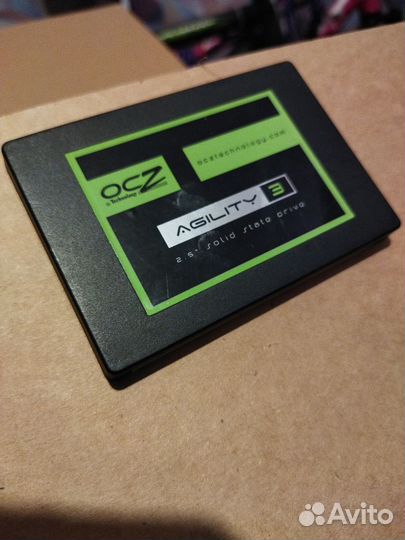 OCZ
Technology
ocztechnology.com
AGILITY 3
2.5" Solid State Drive
Avito